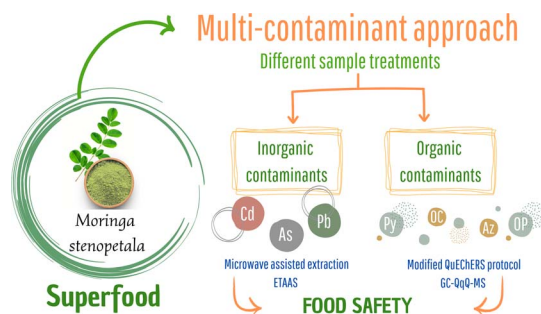 Multi-contaminant approach
Different sample treatments
Inorganic
contaminants
Organic
contaminants
Moringa
stenopetala
Cd
As
Pb
Py
OC
Az
OP
Microwave assisted extraction
ETAAS
Modified QuEChERS protocol
GC-QqQ-MS
Superfood
FOOD SAFETY